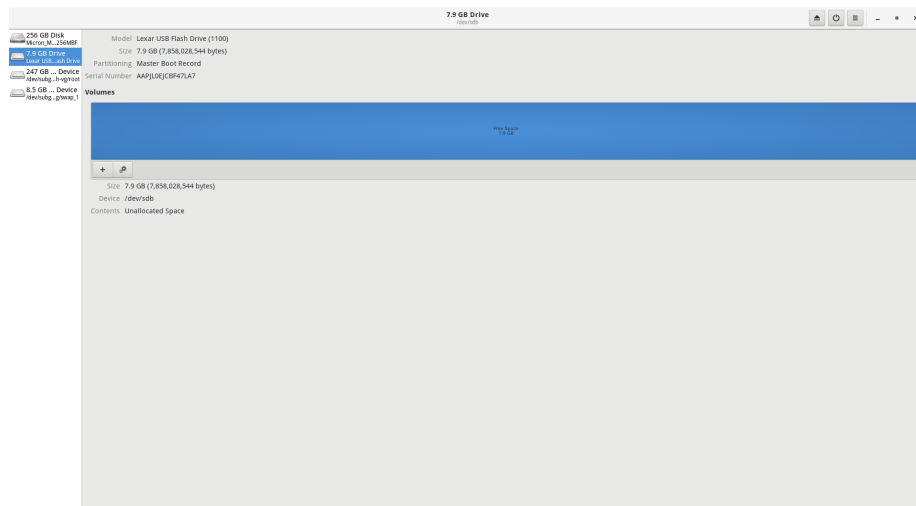 7.9 GB Drive
/dev/sdb
256 GB Disk
Micron_M...256MBF
7.9 GB Drive
Lexar USB...ash Drive
247 GB ... Device
/dev/subg...h-vg/root
8.5 GB ... Device
/dev/subg...g/swap_1
Model Lexar USB Flash Drive (1100)
Size 7.9 GB (7,858,028,544 bytes)
Partitioning Master Boot Record
Serial Number AAPJL0EJCBF47LA7
Volumes
Free Space
7.9 GB
Size 7.9 GB (7,858,028,544 bytes)
Device /dev/sdb
Contents Unallocated Space